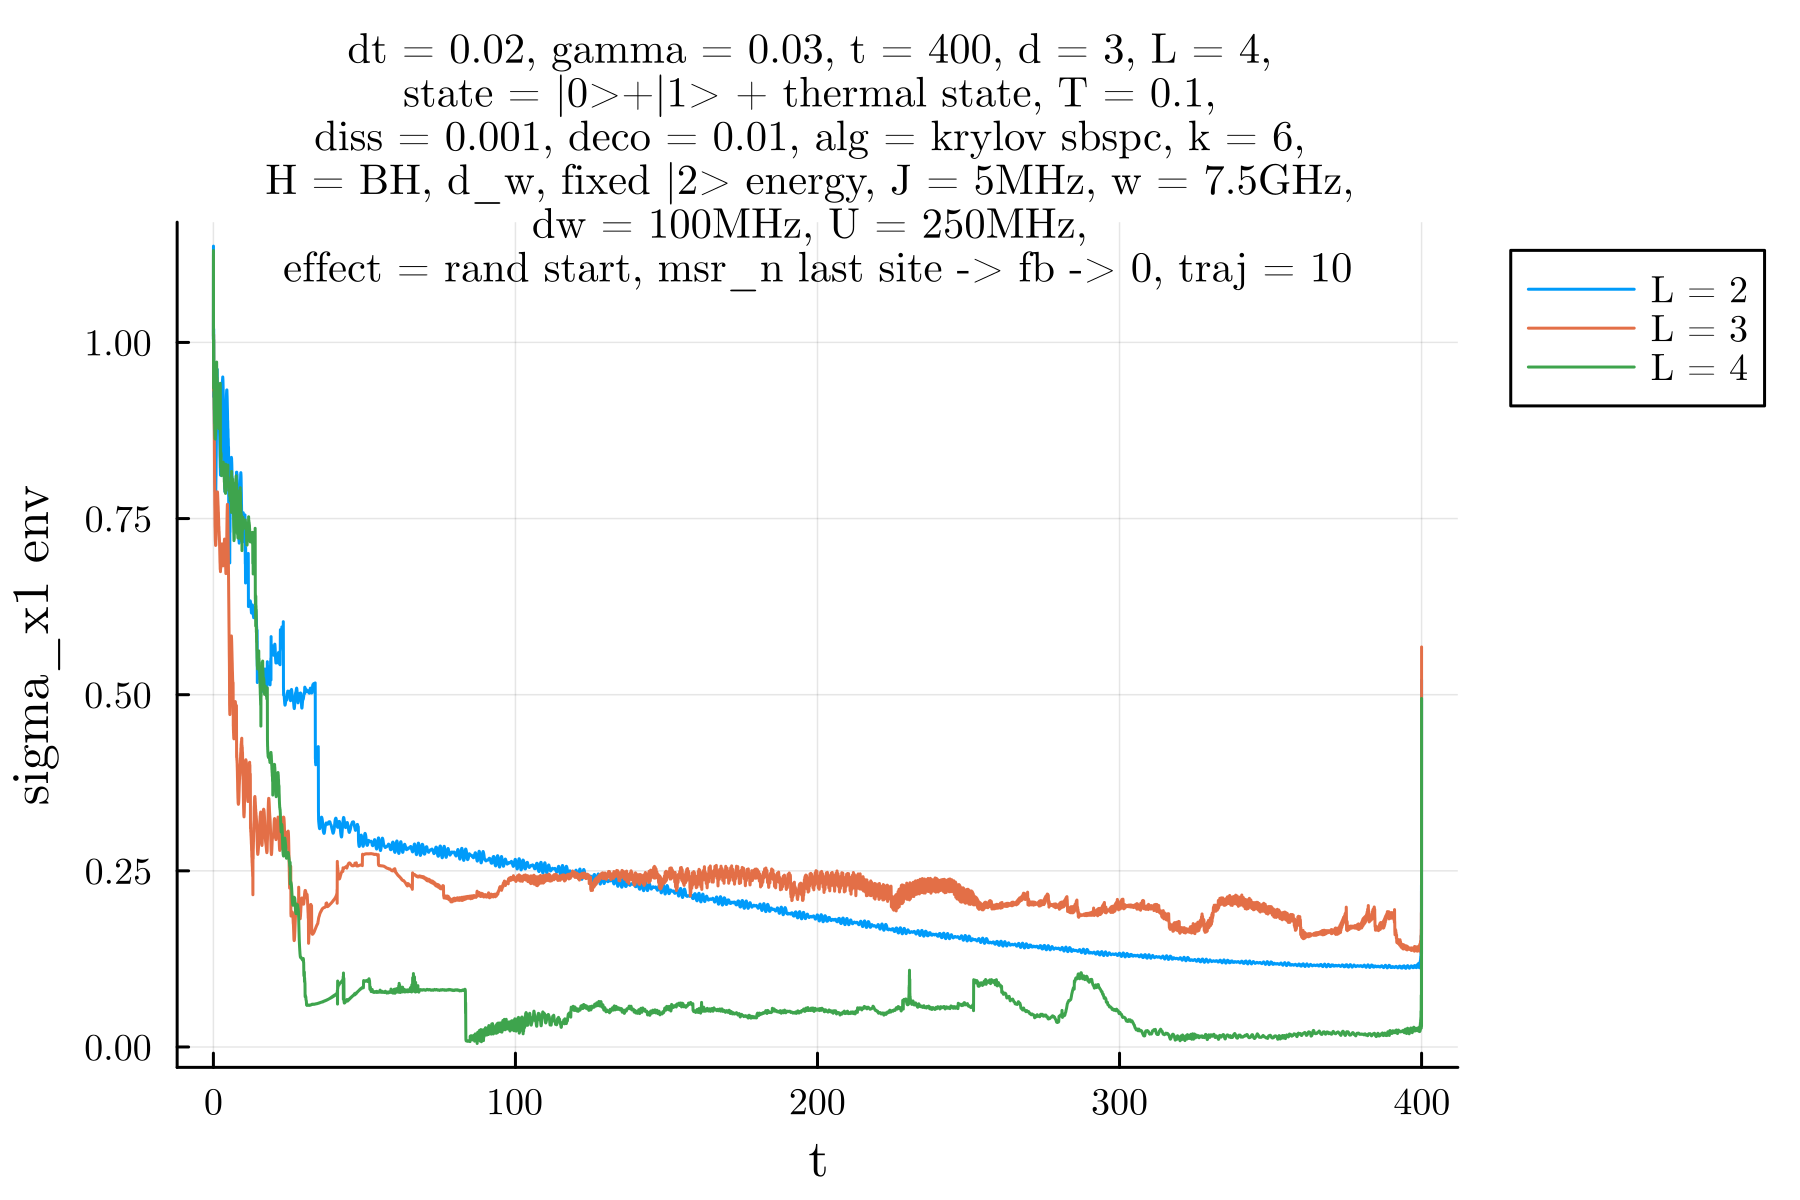 dt = 0.02, gamma = 0.03, t = 400, d = 3, L = 4,
state = |0>+|1> + thermal state, T = 0.1,
diss = 0.001, deco = 0.01, alg = krylov sbspc, k = 6,
H = BH, d_w, fixed |2> energy, J = 5MHz, w = 7.5GHz,
dw = 100MHz, U = 250MHz,
effect = rand start, msr_n last site -> fb -> 0, traj = 10
L = 2
L = 3
L = 4
1.00
0.75
0.50
0.25
0.00
sigma_x1 env
0 100 200 300 400
t